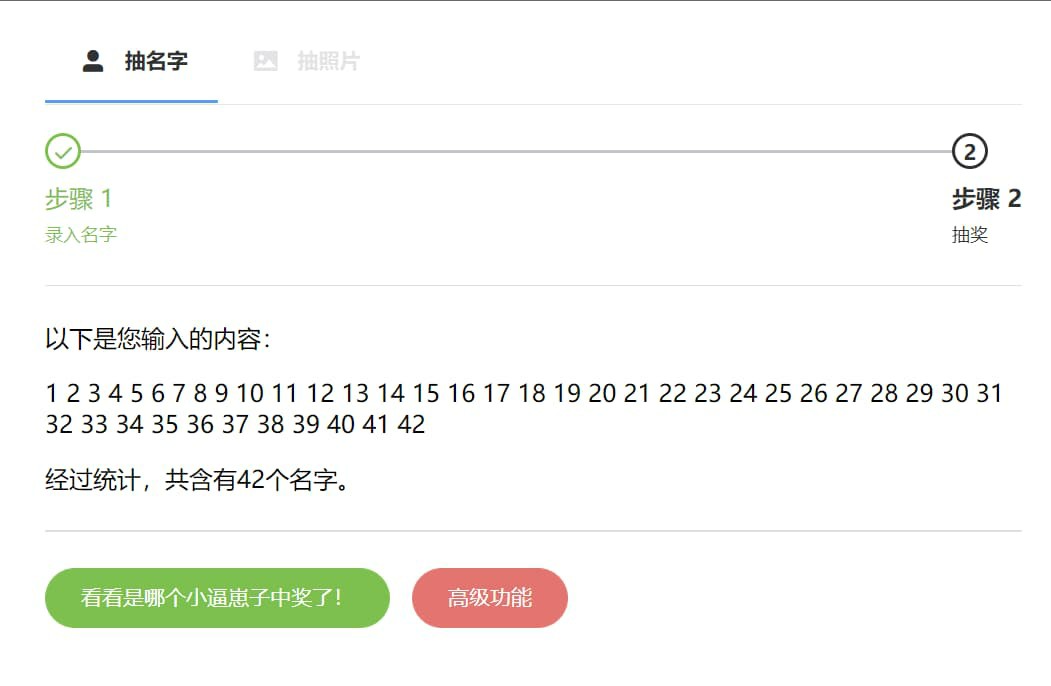 抽名字 抽照片
2
步骤 1 步骤 2
录入名字 抽奖
以下是您输入的内容：
1 2 3 4 5 6 7 8 9 10 11 12 13 14 15 16 17 18 19 20 21 22 23 24 25 26 27 28 29 30 31
32 33 34 35 36 37 38 39 40 41 42
经过统计，共含有42个名字。
看看是哪个小逼崽子中奖了！ 高级功能